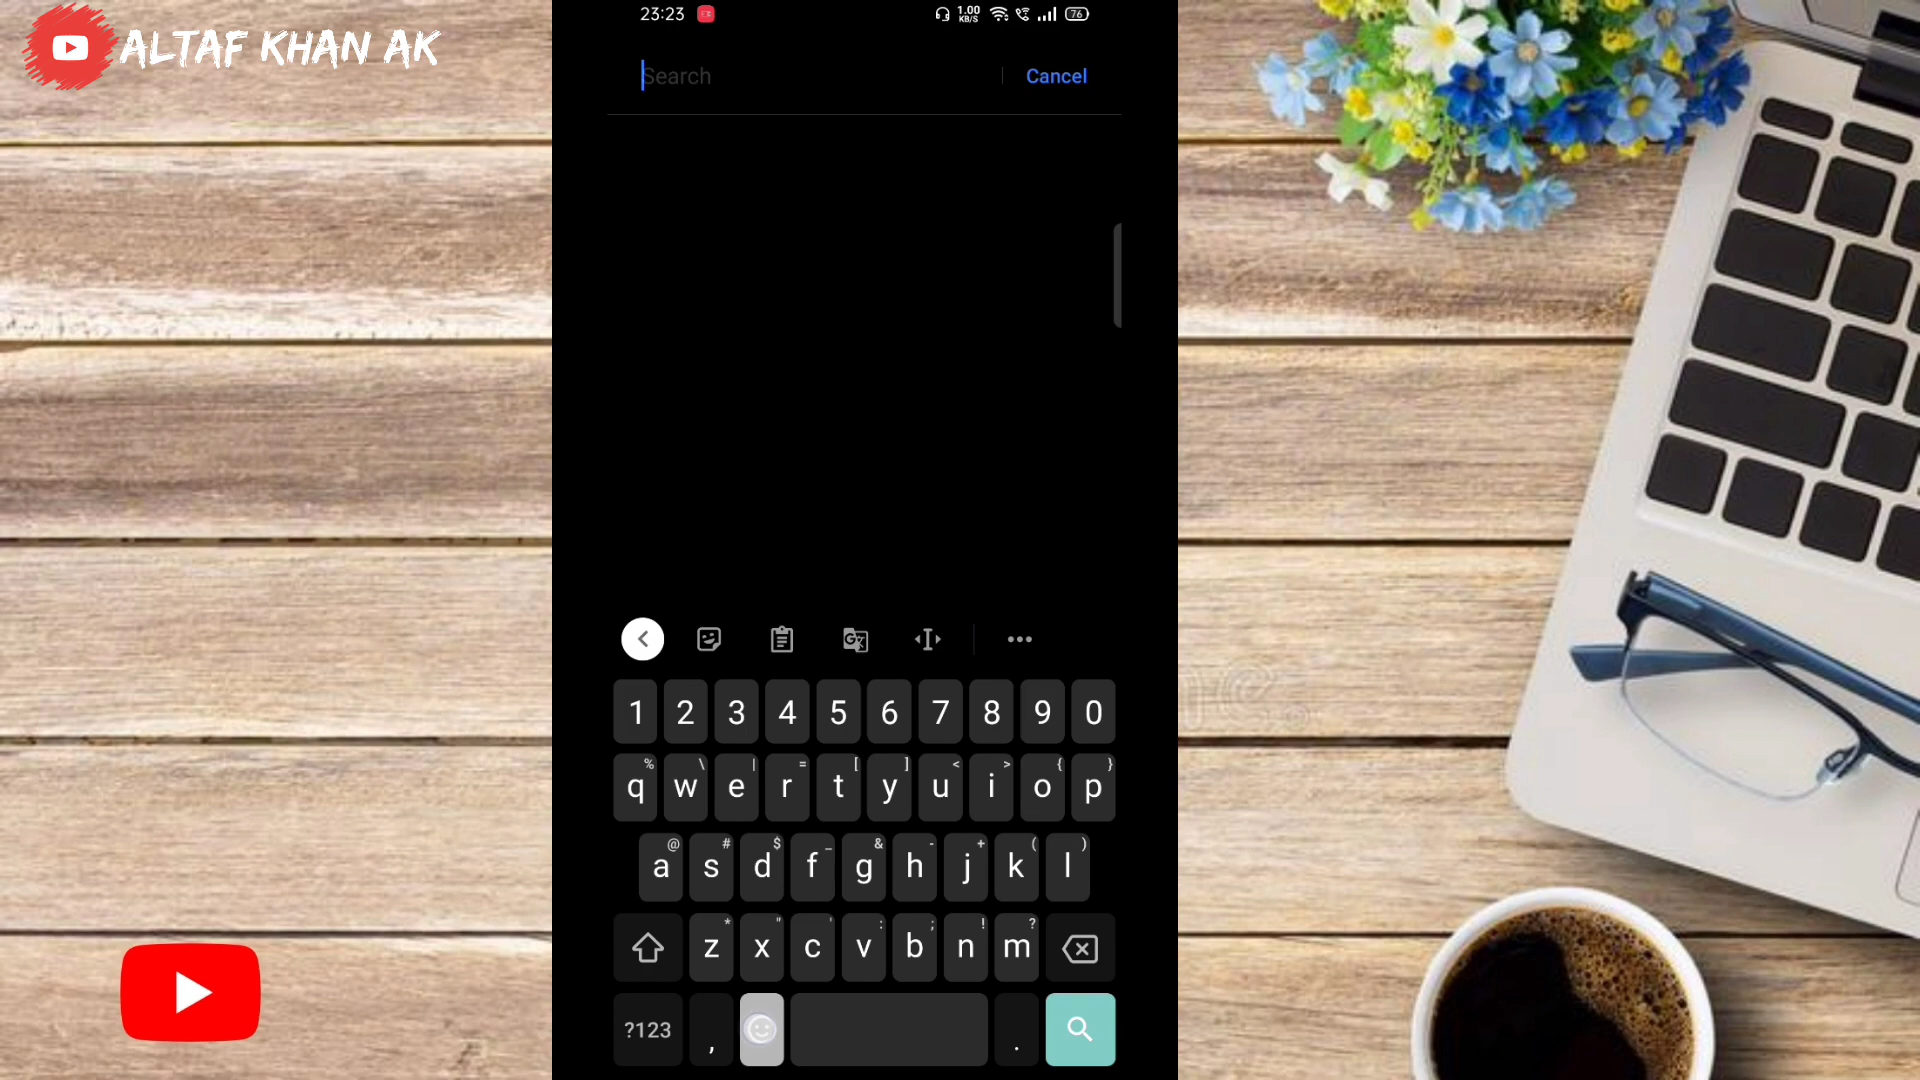 ALTAF KHAN AK
23:23
1.00
KB/S
76
Search
Cancel
1 2 3 4 5 6 7 8 9 0
% \ | = [ ] < > { }
q w e r t y u i o p
@ # $ _ & - + ( )
a s d f g h j k l
* " ' : ; ! ?
z x c v b n m
?123 , .